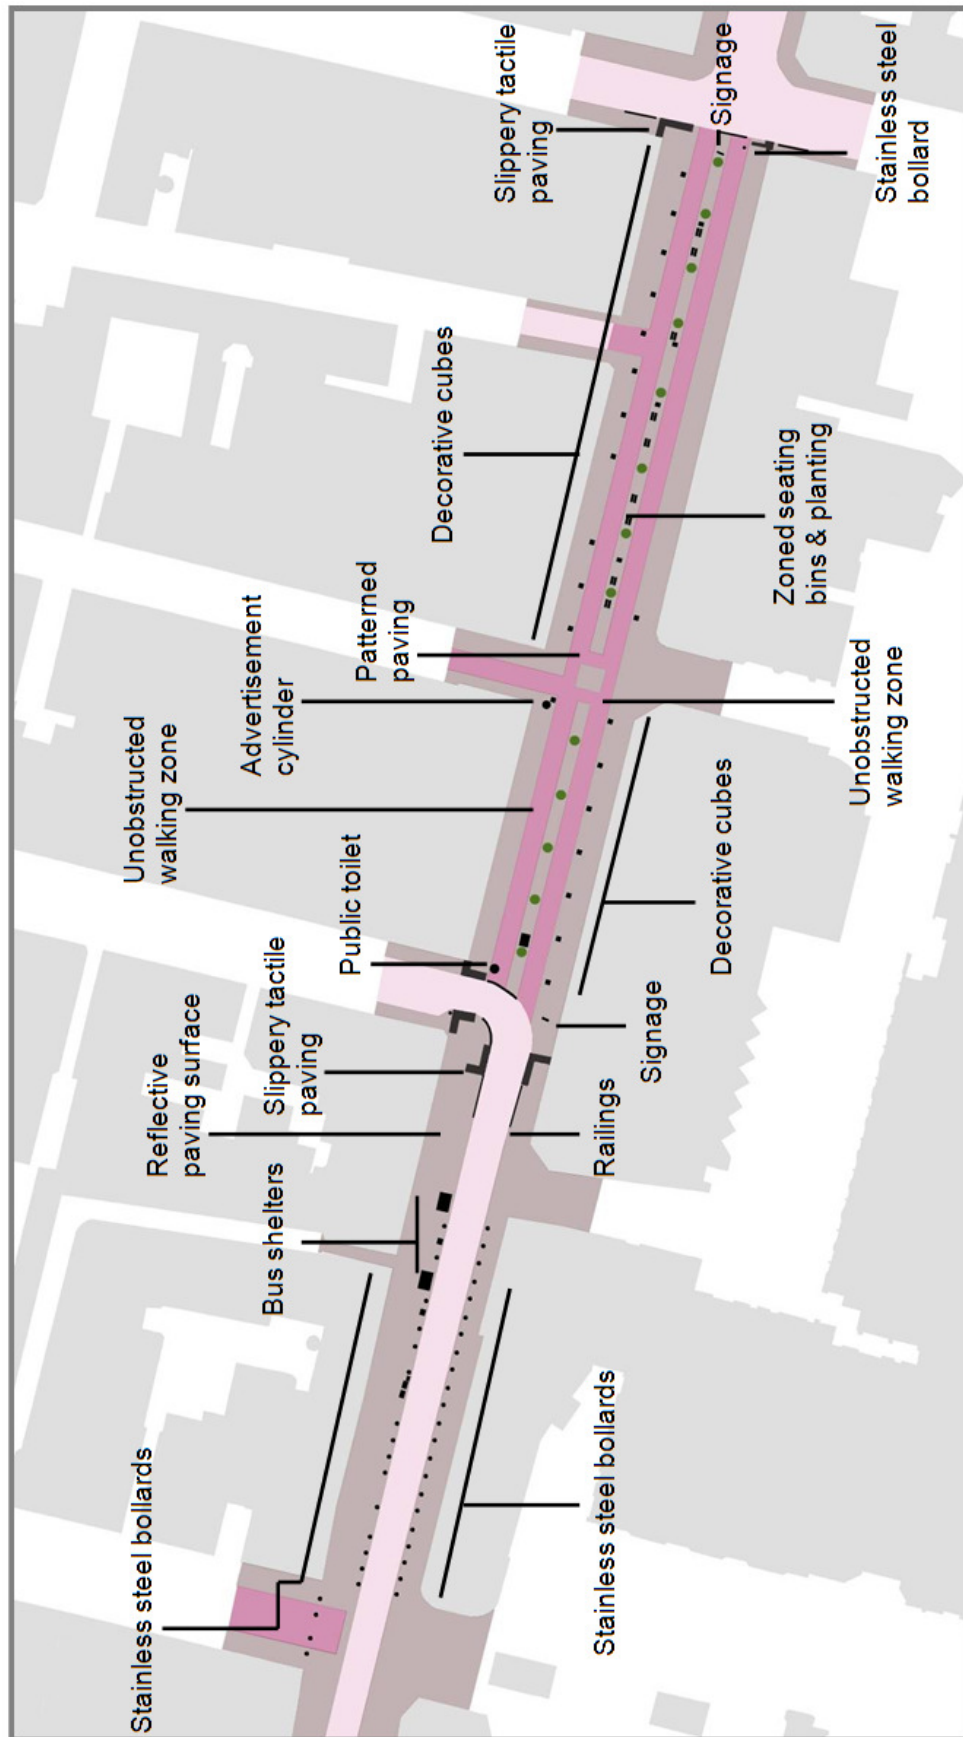 Stainless steel bollards
Bus shelters
Reflective
paving surface
Slippery tactile
paving
Public toilet
Unobstructed
walking zone
Advertisement
cylinder
Patterned
paving
Decorative cubes
Slippery tactile
paving
Signage
Stainless steel
bollard
Zoned seating
bins & planting
Unobstructed
walking zone
Decorative cubes
Signage
Railings
Stainless steel bollards